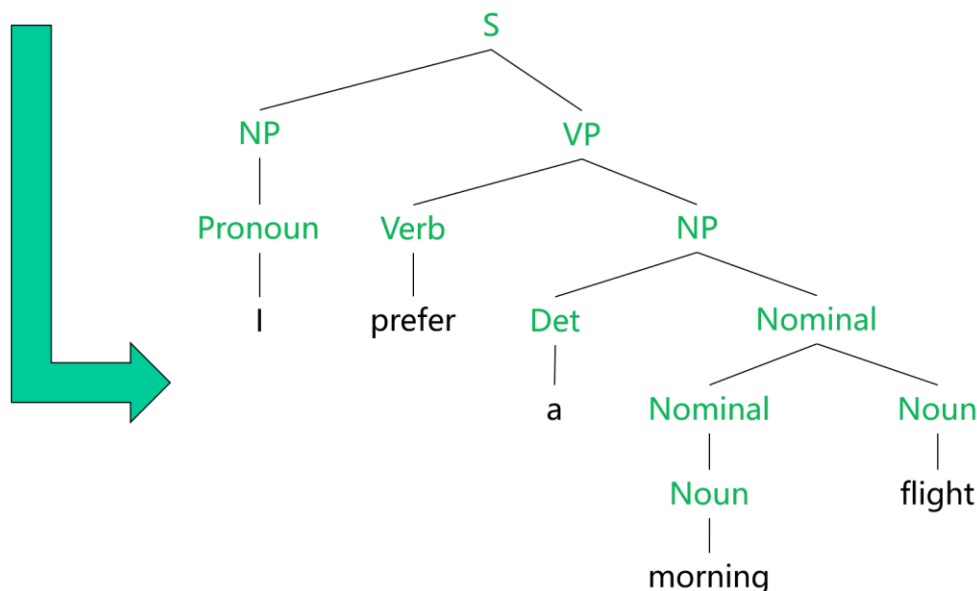 S
NP VP
Pronoun Verb NP
I prefer Det Nominal
a Nominal Noun
Noun flight
morning